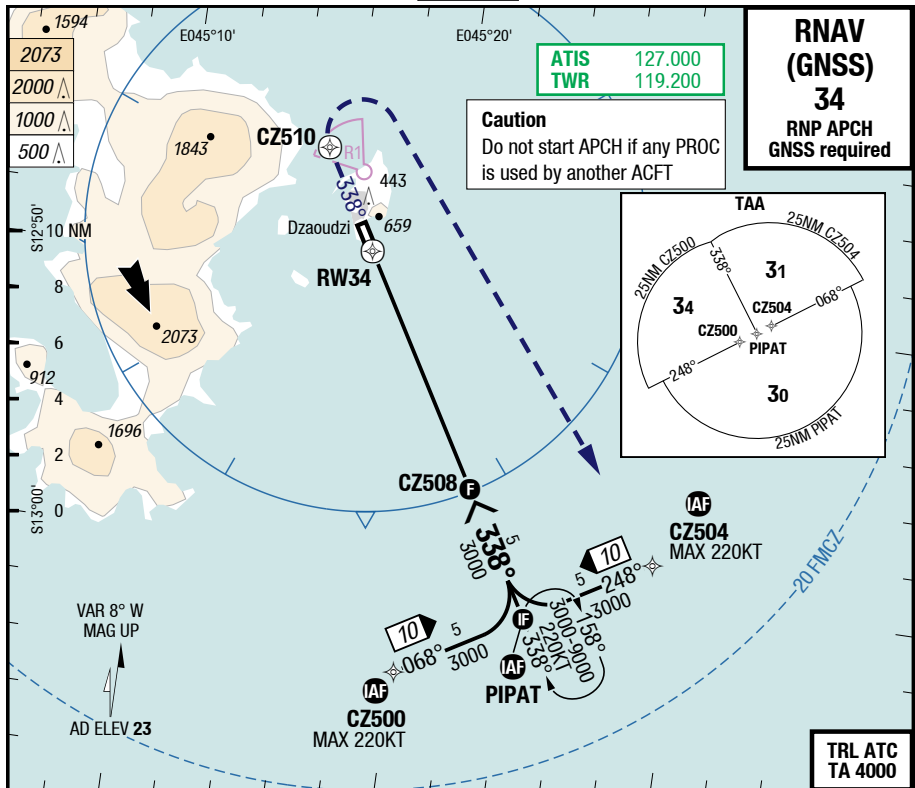 1594
2073
2000
1000
500
E045°10'
E045°20'
ATIS 127.000
TWR 119.200
RNAV
(GNSS)
34
RNP APCH
GNSS required
Caution
Do not start APCH if any PROC
is used by another ACFT
1843
CZ510
R1
338°
443
Dzaoudzi
659
RW34
S12°50'
10 NM
8
6
4
2
0
S13°00'
2073
912
1696
TAA
25NM CZ500
25NM CZ504
338°
31
34
CZ504
068°
CZ500
PIPAT
248°
30
25NM PIPAT
CZ508
F
5
338°
3000
IAF
CZ504
MAX 220KT
10
5
248°
3000
20 FMCZ
10
5
068°
3000
IF
158°
3000-9000
220KT
338°
IAF
PIPAT
IAF
CZ500
MAX 220KT
VAR 8° W
MAG UP
AD ELEV 23
TRL ATC
TA 4000